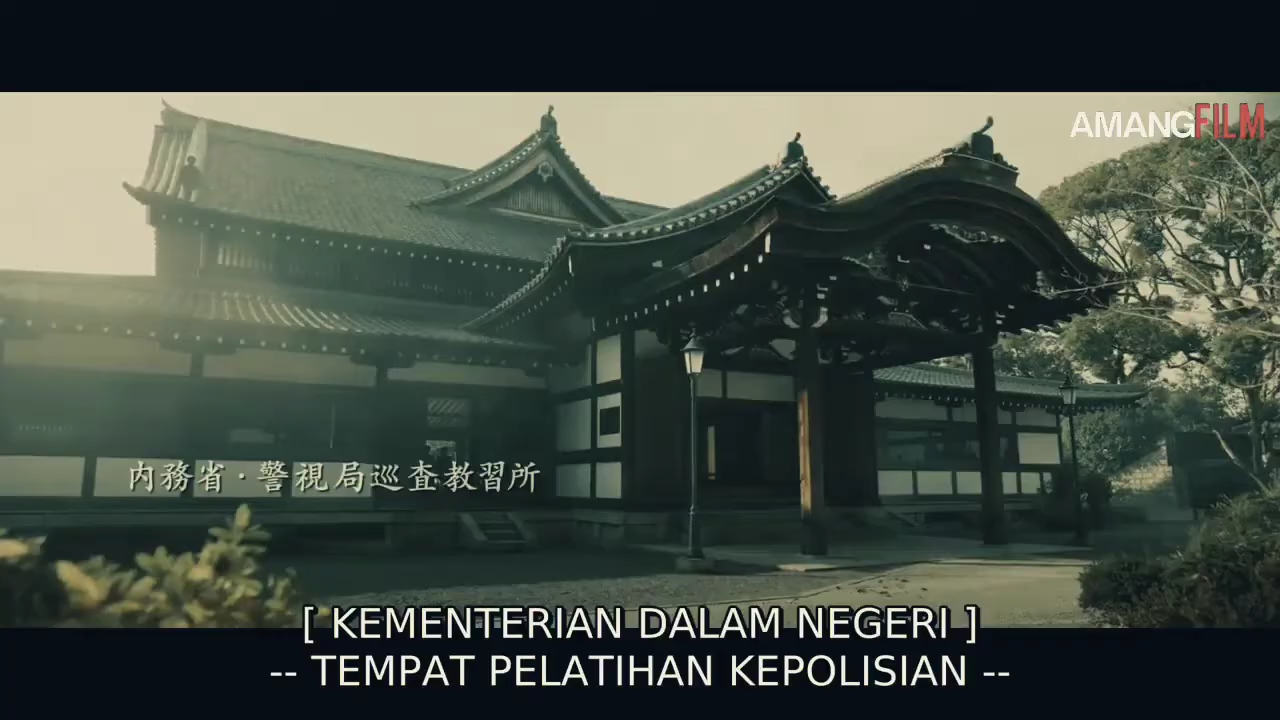 AMANGFILM
内務省・警視局巡査教習所
[ KEMENTERIAN DALAM NEGERI ]
-- TEMPAT PELATIHAN KEPOLISIAN --